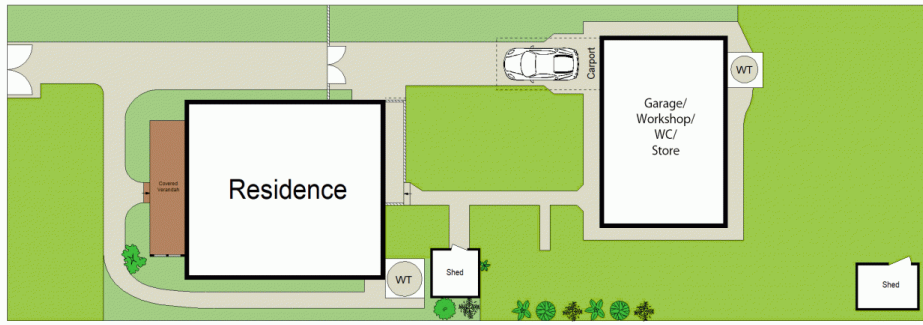 Carport
WT
Garage/
Workshop/
WC/
Store
Covered
Verandah
Residence
WT
Shed
Shed